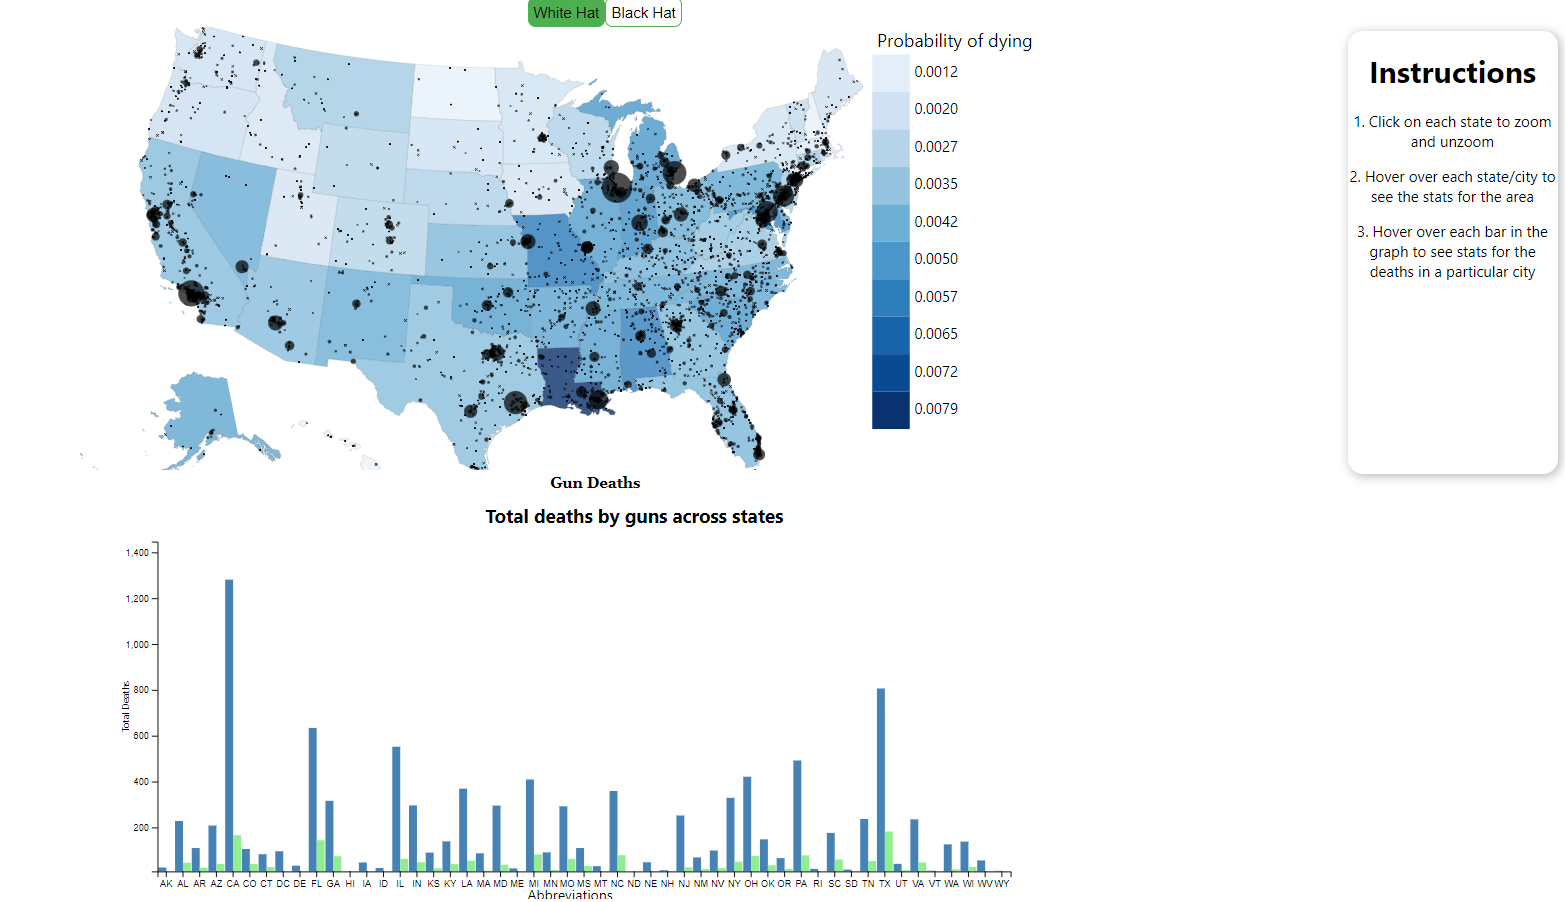 White Hat
Black Hat
Probability of dying
0.0012
0.0020
0.0027
0.0035
0.0042
0.0050
0.0057
0.0065
0.0072
0.0079
Instructions
1. Click on each state to zoom
and unzoom
2. Hover over each state/city to
see the stats for the area
3. Hover over each bar in the
graph to see stats for the
deaths in a particular city
Gun Deaths
Total deaths by guns across states
1,400
1,200
1,000
800
600
400
200
Total Deaths
AK AL AR AZ CA CO CT DC DE FL GA HI IA ID IL IN KS KY LA MA MD ME MI MN MO MS MT NC ND NE NH NJ NM NV NY OH OK OR PA RI SC SD TN TX UT VA VT WA WI WV WY
Abbreviations